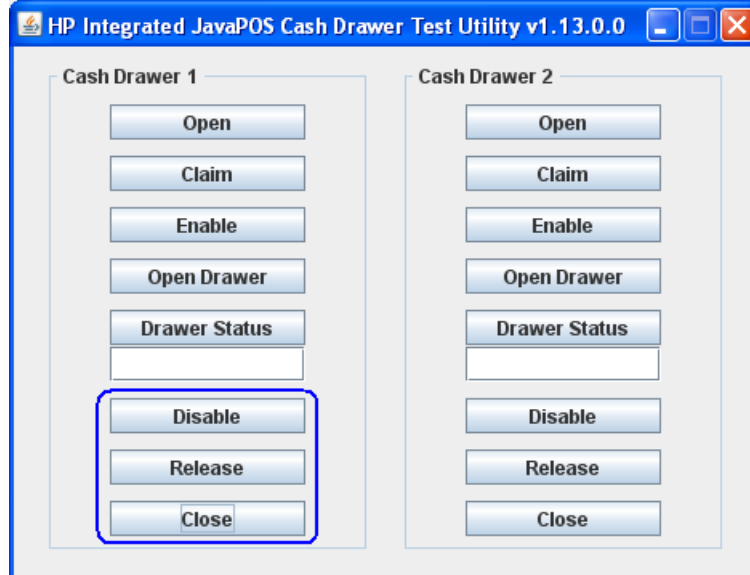 HP Integrated JavaPOS Cash Drawer Test Utility v1.13.0.0
Cash Drawer 1
Open
Claim
Enable
Open Drawer
Drawer Status
Disable
Release
Close
Cash Drawer 2
Open
Claim
Enable
Open Drawer
Drawer Status
Disable
Release
Close